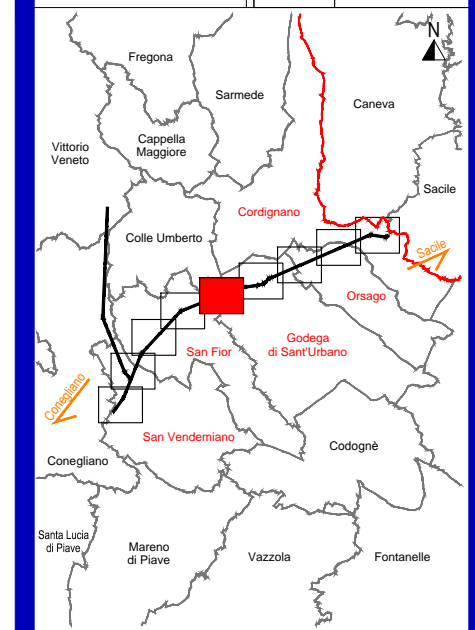 N
Fregona
Sarmede
Caneva
Cappella
Maggiore
Vittorio
Veneto
Sacile
Cordignano
Colle Umberto
Sacile
Orsago
Godega
di Sant'Urbano
San Fior
Conegliano
San Vendemiano
Codognè
Conegliano
Santa Lucia
di Piave
Mareno
di Piave
Vazzola
Fontanelle